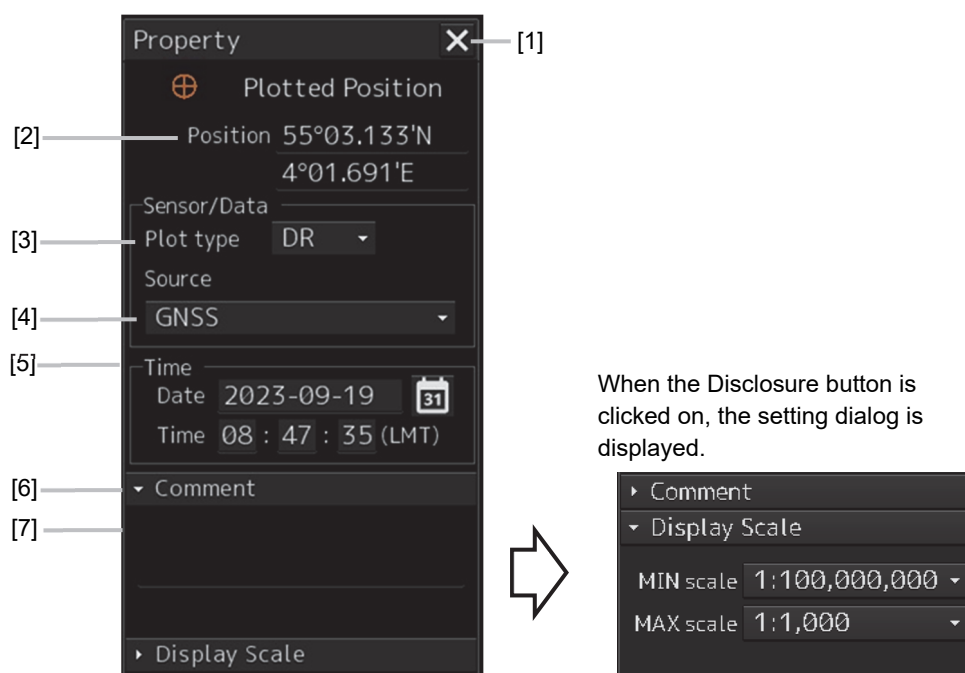 Property
[1]
Plotted Position
[2]
Position 55°03.133'N
4°01.691'E
Sensor/Data
[3]
Plot type DR
Source
[4]
GNSS
[5]
Time
Date 2023-09-19 31
Time 08 : 47 : 35 (LMT)
[6]
Comment
[7]
Display Scale
When the Disclosure button is
clicked on, the setting dialog is
displayed.
Comment
Display Scale
MIN scale 1:100,000,000
MAX scale 1:1,000